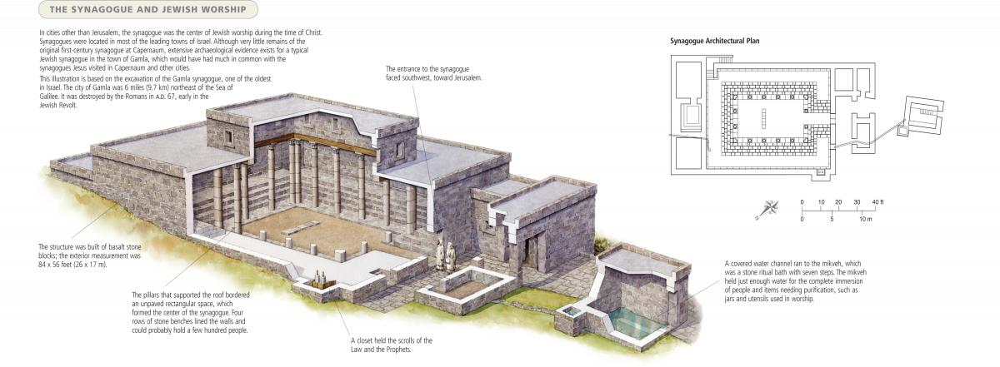 THE SYNAGOGUE AND JEWISH WORSHIP
In cities other than Jerusalem, the synagogue was the center of Jewish worship during the time of Christ.
Synagogues were located in most of the leading towns of Israel. Although very little remains of the
original first-century synagogue at Capernaum, extensive archaeological evidence exists for a typical
Jewish synagogue in the town of Gamla, which would have had much in common with the
synagogues Jesus visited in Capernaum and other cities.
This illustration is based on the excavation of the Gamla synagogue, one of the oldest
in Israel. The city of Gamla was 6 miles (9.7 km) northeast of the Sea of
Galilee. It was destroyed by the Romans in A.D. 67, early in the
Jewish Revolt.
The entrance to the synagogue
faced southwest, toward Jerusalem.
Synagogue Architectural Plan
0 10 20 30 40 ft
0 5 10 m
The structure was built of basalt stone
blocks; the exterior measurement was
84 x 56 feet (26 x 17 m).
The pillars that supported the roof bordered
an unpaved rectangular space, which
formed the center of the synagogue. Four
rows of stone benches lined the walls and
could probably hold a few hundred people.
A closet held the scrolls of the
Law and the Prophets.
A covered water channel ran to the mikveh, which
was a stone ritual bath with seven steps. The mikveh
held just enough water for the complete immersion
of people and items needing purification, such as
jars and utensils used in worship.